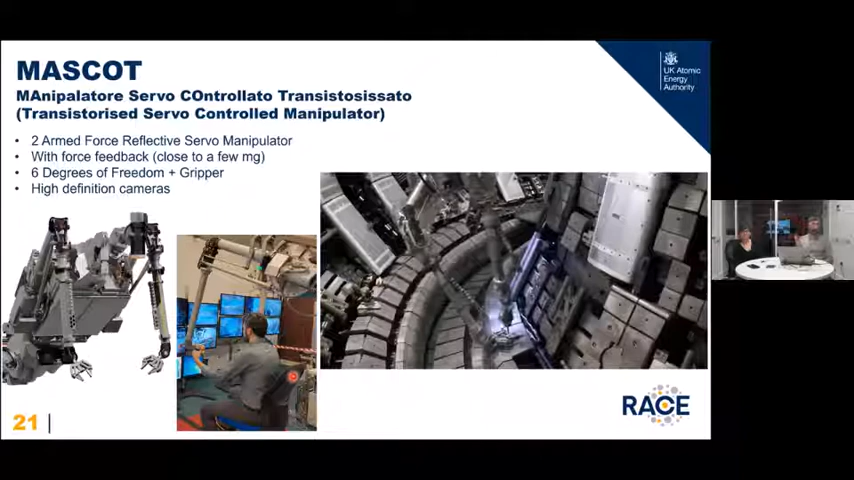 MASCOT
MAnipalatore Servo COntrollato Transistosissato
(Transistorised Servo Controlled Manipulator)
• 2 Armed Force Reflective Servo Manipulator
• With force feedback (close to a few mg)
• 6 Degrees of Freedom + Gripper
• High definition cameras
UK Atomic
Energy
Authority
RACE
21